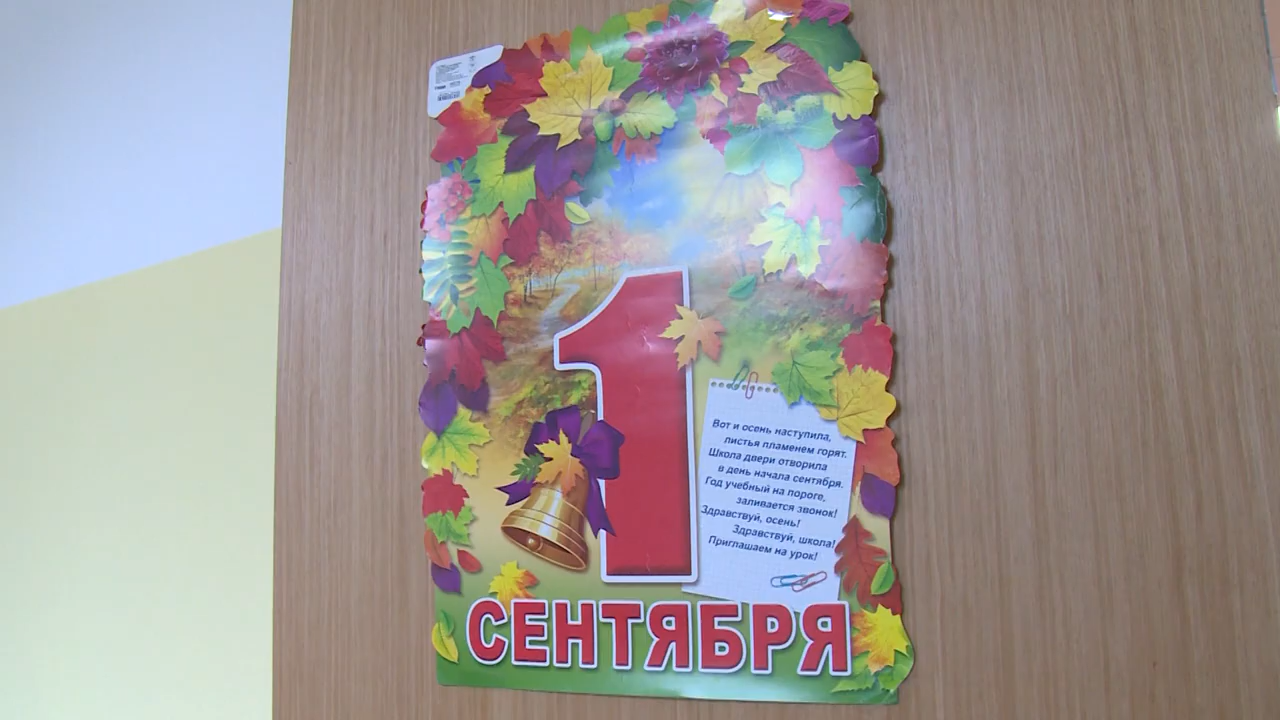 1
Вот и осень наступила,
листья пламенем горят.
Школа двери отворила
в день начала сентября.
Год учебный на пороге,
заливается звонок!
Здравствуй, осень!
Здравствуй, школа!
Приглашаем на урок!
СЕНТЯБРЯ